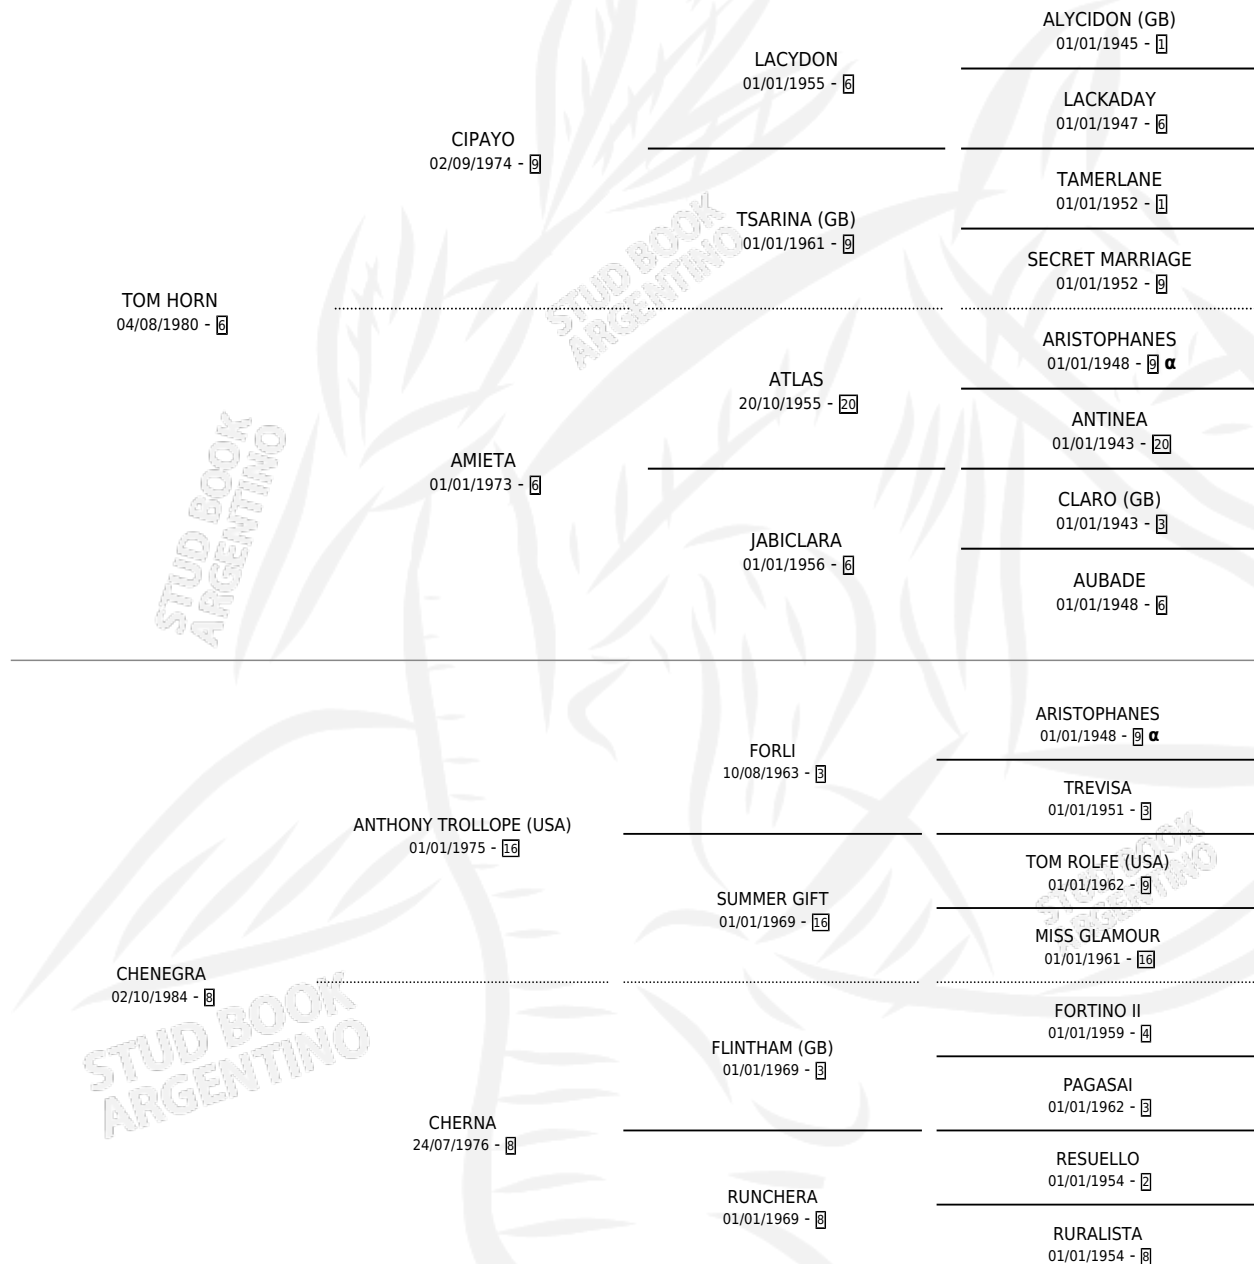 ALYCIDON (GB)
01/01/1945 - 1
LACYDON
01/01/1955 - 6
LACKADAY
01/01/1947 - 6
CIPAYO
02/09/1974 - 9
TAMERLANE
01/01/1952 - 1
TSARINA (GB)
01/01/1961 - 9
SECRET MARRIAGE
01/01/1952 - 9
STUD BOOK
ARGENTINO
TOM HORN
04/08/1980 - 6
ARISTOPHANES
01/01/1948 - 9 α
ATLAS
20/10/1955 - 20
ANTINEA
01/01/1943 - 20
AMIETA
01/01/1973 - 6
CLARO (GB)
01/01/1943 - 3
JABICLARA
01/01/1956 - 6
AUBADE
01/01/1948 - 6
STUD BOOK
ARGENTINO
ARISTOPHANES
01/01/1948 - 9 α
FORLI
10/08/1963 - 3
TREVISA
01/01/1951 - 3
ANTHONY TROLLOPE (USA)
01/01/1975 - 16
TOM ROLFE (USA)
01/01/1962 - 9
STUD BOOK
ARGENTINO
SUMMER GIFT
01/01/1969 - 16
MISS GLAMOUR
01/01/1961 - 16
CHENEGRA
02/10/1984 - 8
STUD BOOK
ARGENTINO
FORTINO II
01/01/1959 - 4
FLINTHAM (GB)
01/01/1969 - 3
PAGASAI
01/01/1962 - 3
CHERNA
24/07/1976 - 8
RESUELLO
01/01/1954 - 2
RUNCHERA
01/01/1969 - 8
RURALISTA
01/01/1954 - 8